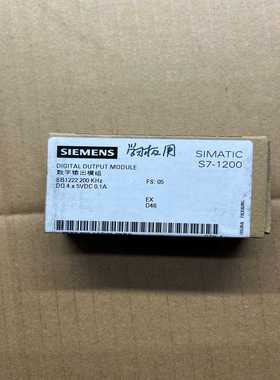 SIEMENS
SIMATIC
S7-1200
DIGITAL OUTPUT MODULE
数字输出模组
SB1222 200 KHz
FS: 05
DQ 4 x 5VDC 0.1A
EX
D46